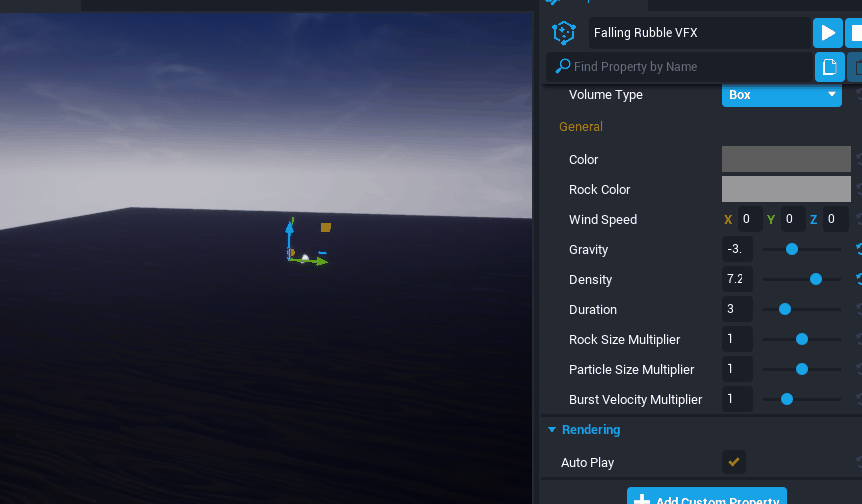 Falling Rubble VFX
Find Property by Name
Volume Type Box
General
Color
Rock Color
Wind Speed X 0 Y 0 Z 0
Gravity -3.
Density 7.2
Duration 3
Rock Size Multiplier 1
Particle Size Multiplier 1
Burst Velocity Multiplier 1
Rendering
Auto Play
Add Custom Property